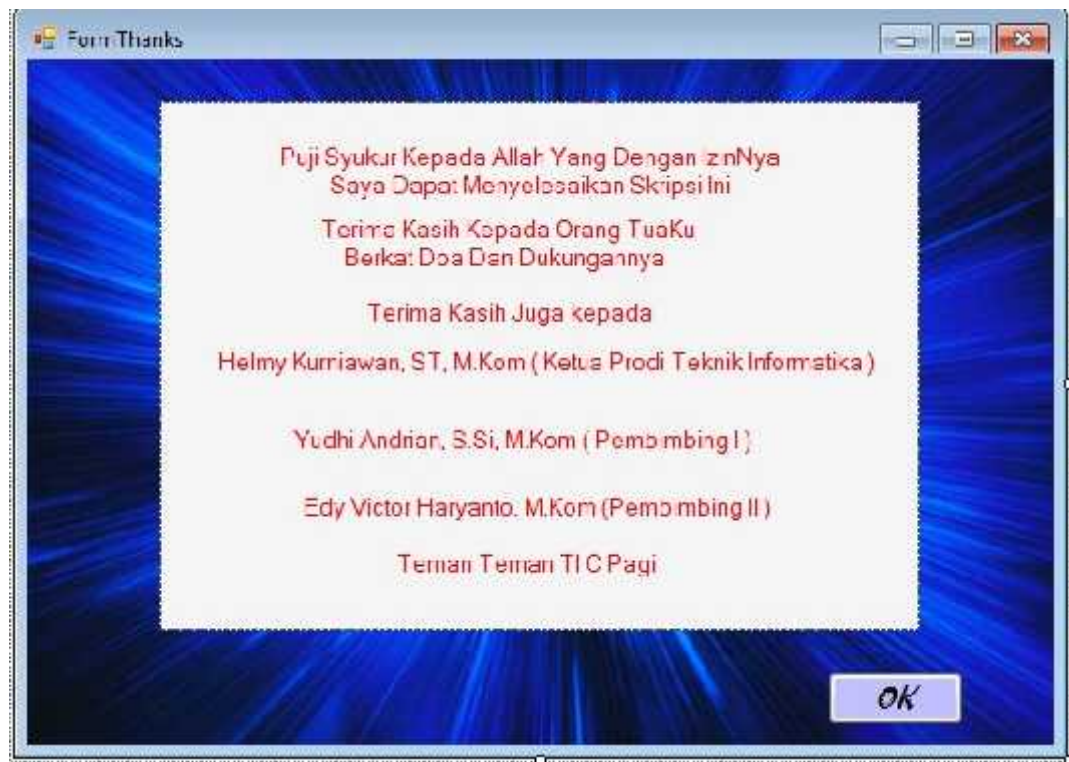 Form Thanks
Puji Syukur Kepada Allah Yang Dengan IzinNya
Saya Dapat Menyelesaikan Skripsi Ini
Terima Kasih Kepada Orang TuaKu
Berkat Doa Dan Dukungannya
Terima Kasih Juga kepada
Helmy Kurniawan, ST, M.Kom ( Ketua Prodi Teknik Informatika )
Yudhi Andrian, S.Si, M.Kom ( Pembimbing I )
Edy Victor Haryanto. M.Kom (Pembimbing II )
Teman Teman TI C Pagi
OK